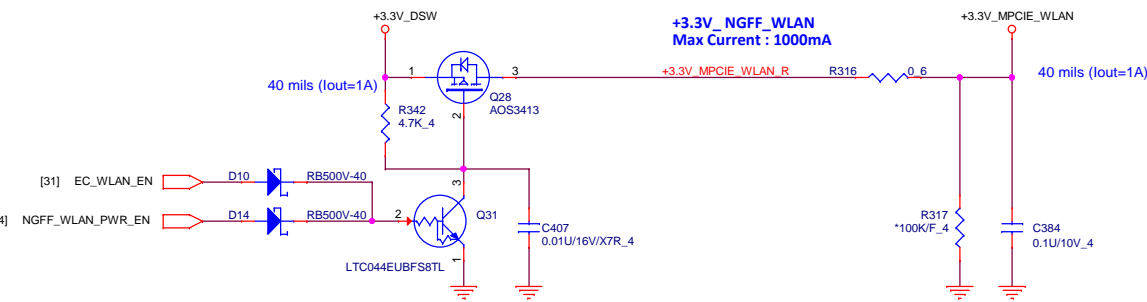 +3.3V_DSW
+3.3V_NGFF_WLAN
Max Current : 1000mA
+3.3V_MPCIE_WLAN
1
3
+3.3V_MPCIE_WLAN_R
R316
0_6
40 mils (Iout=1A)
40 mils (Iout=1A)
Q28
AOS3413
R342
4.7K_4
2
[31] EC_WLAN_EN
D10
RB500V-40
3
4] NGFF_WLAN_PWR_EN
D14
RB500V-40
2
Q31
C407
0.01U/16V/X7R_4
R317
*100K/F_4
C384
0.1U/10V_4
1
LTC044EUBFS8TL